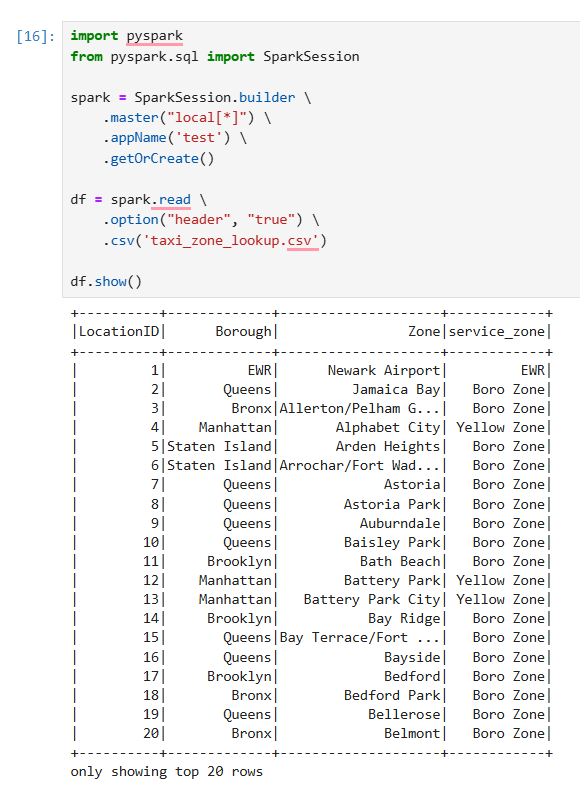 [16]: import pyspark
from pyspark.sql import SparkSession
spark = SparkSession.builder \
    .master("local[*]") \
    .appName('test') \
    .getOrCreate()
df = spark.read \
    .option("header", "true") \
    .csv('taxi_zone_lookup.csv')
df.show()
+----------+-------------+--------------------+------------+
|LocationID|      Borough|                Zone|service_zone|
+----------+-------------+--------------------+------------+
|         1|          EWR|      Newark Airport|         EWR|
|         2|       Queens|         Jamaica Bay|   Boro Zone|
|         3|        Bronx|Allerton/Pelham G...|   Boro Zone|
|         4|    Manhattan|       Alphabet City| Yellow Zone|
|         5|Staten Island|       Arden Heights|   Boro Zone|
|         6|Staten Island|Arrochar/Fort Wad...|   Boro Zone|
|         7|       Queens|             Astoria|   Boro Zone|
|         8|       Queens|        Astoria Park|   Boro Zone|
|         9|       Queens|          Auburndale|   Boro Zone|
|        10|       Queens|        Baisley Park|   Boro Zone|
|        11|     Brooklyn|          Bath Beach|   Boro Zone|
|        12|    Manhattan|        Battery Park| Yellow Zone|
|        13|    Manhattan|   Battery Park City| Yellow Zone|
|        14|     Brooklyn|           Bay Ridge|   Boro Zone|
|        15|       Queens|Bay Terrace/Fort ...|   Boro Zone|
|        16|       Queens|             Bayside|   Boro Zone|
|        17|     Brooklyn|             Bedford|   Boro Zone|
|        18|        Bronx|        Bedford Park|   Boro Zone|
|        19|       Queens|           Bellerose|   Boro Zone|
|        20|        Bronx|             Belmont|   Boro Zone|
+----------+-------------+--------------------+------------+
only showing top 20 rows